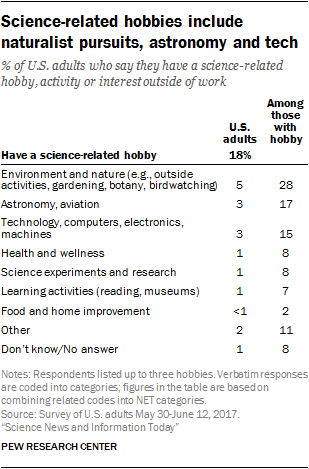 Science-related hobbies include
naturalist pursuits, astronomy and tech
% of U.S. adults who say they have a science-related
hobby, activity or interest outside of work
U.S. adults
Among those with hobby
Have a science-related hobby 18%
Environment and nature (e.g., outside
activities, gardening, botany, birdwatching) 5 28
Astronomy, aviation 3 17
Technology, computers, electronics,
machines 3 15
Health and wellness 1 8
Science experiments and research 1 8
Learning activities (reading, museums) 1 7
Food and home improvement <1 2
Other 2 11
Don't know/No answer 1 8
Notes: Respondents listed up to three hobbies. Verbatim responses
are coded into categories; figures in the table are based on
combining related codes into NET categories.
Source: Survey of U.S. adults May 30-June 12, 2017.
"Science News and Information Today"
PEW RESEARCH CENTER